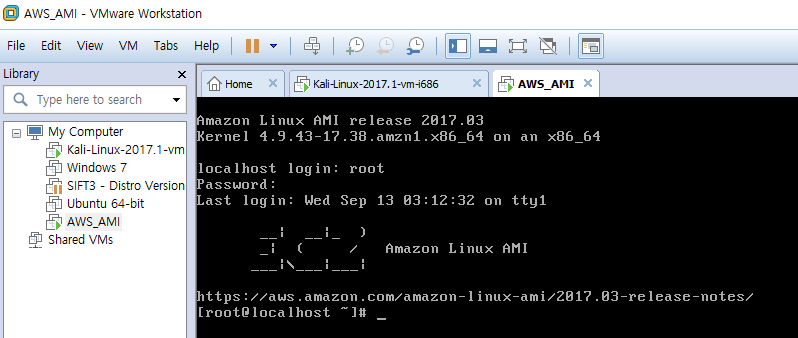 AWS_AMI - VMware Workstation
File Edit View VM Tabs Help
Library
Type here to search
My Computer
Kali-Linux-2017.1-vm
Windows 7
SIFT3 - Distro Version
Ubuntu 64-bit
AWS_AMI
Shared VMs
Home Kali-Linux-2017.1-vm-i686 AWS_AMI
Amazon Linux AMI release 2017.03
Kernel 4.9.43-17.38.amzn1.x86_64 on an x86_64
localhost login: root
Password:
Last login: Wed Sep 13 03:12:32 on tty1
__|  __|_  )
_|  (     /   Amazon Linux AMI
___|\___|___|
https://aws.amazon.com/amazon-linux-ami/2017.03-release-notes/
[root@localhost ~]# _